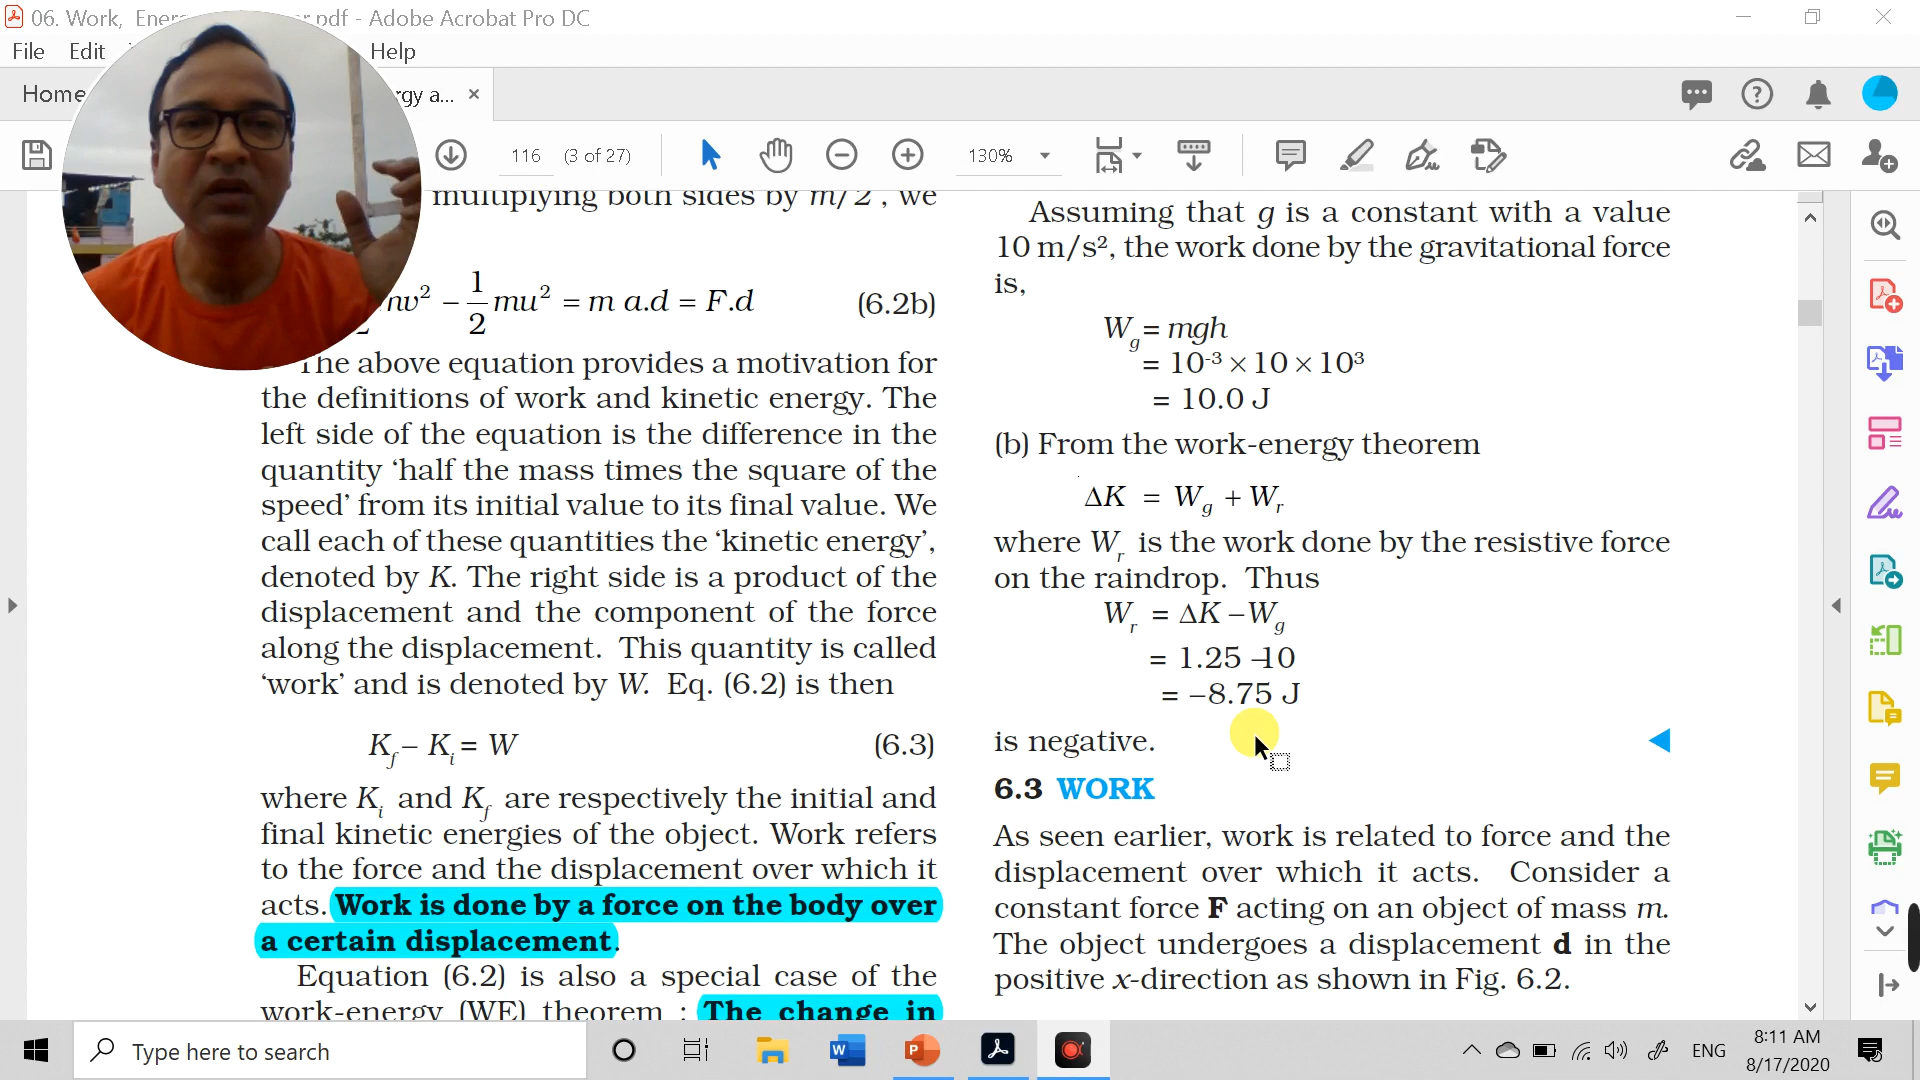 06. Work, Ener pdf - Adobe Acrobat Pro DC
File Edit Help
Home rgy a... ×
116 (3 of 27) 130%
multiplying both sides by m/2 , we
mv² − 1/2 mu² = m a.d = F.d (6.2b)
The above equation provides a motivation for
the definitions of work and kinetic energy. The
left side of the equation is the difference in the
quantity ‘half the mass times the square of the
speed’ from its initial value to its final value. We
call each of these quantities the ‘kinetic energy’,
denoted by K. The right side is a product of the
displacement and the component of the force
along the displacement. This quantity is called
‘work’ and is denoted by W. Eq. (6.2) is then
K_f – K_i = W (6.3)
where K_i and K_f are respectively the initial and
final kinetic energies of the object. Work refers
to the force and the displacement over which it
acts. Work is done by a force on the body over
a certain displacement.
Equation (6.2) is also a special case of the
work-energy (WE) theorem : The change in
Assuming that g is a constant with a value
10 m/s², the work done by the gravitational force
is,
W_g = mgh
= 10⁻³ × 10 × 10³
= 10.0 J
(b) From the work-energy theorem
ΔK = W_g + W_r
where W_r is the work done by the resistive force
on the raindrop. Thus
W_r = ΔK − W_g
= 1.25 −10
= −8.75 J
is negative.
6.3 WORK
As seen earlier, work is related to force and the
displacement over which it acts. Consider a
constant force F acting on an object of mass m.
The object undergoes a displacement d in the
positive x-direction as shown in Fig. 6.2.
Type here to search
ENG
8:11 AM
8/17/2020